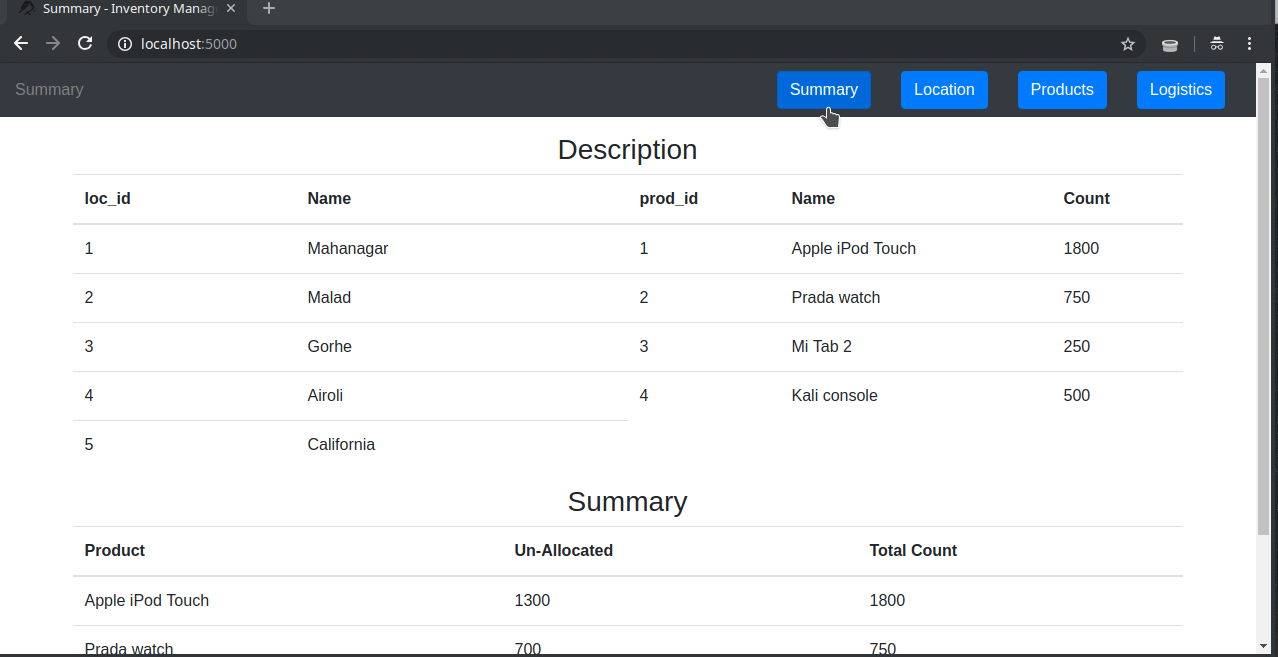 Summary - Inventory Manag
localhost:5000
Summary Summary Location Products Logistics
Description
loc_id Name prod_id Name Count
1 Mahanagar 1 Apple iPod Touch 1800
2 Malad 2 Prada watch 750
3 Gorhe 3 Mi Tab 2 250
4 Airoli 4 Kali console 500
5 California
Summary
Product Un-Allocated Total Count
Apple iPod Touch 1300 1800
Prada watch 700 750